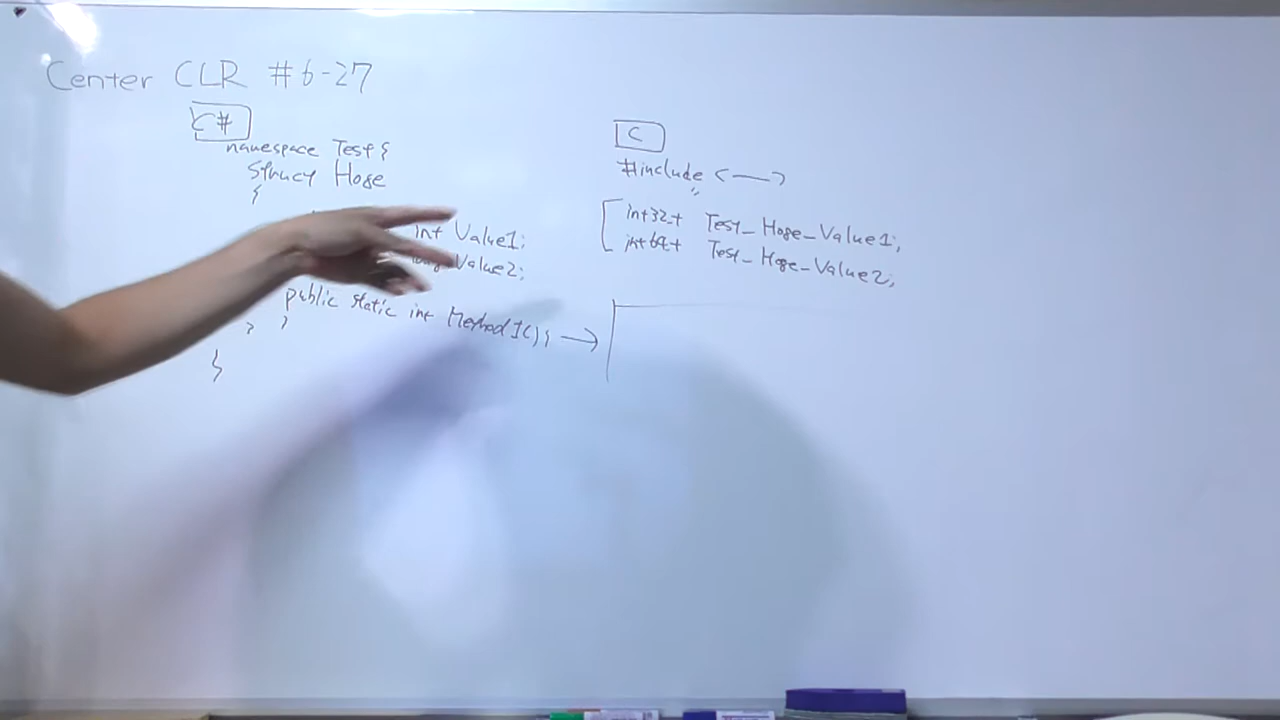 Center CLR #6-27
C#
namespace Test {
struct Hoge
{
int Value1;
long Value2;
public static int Method1() {
}
}
}
→
C
#include < — >
"
int32_t Test_Hoge_Value1;
int64_t Test_Hoge_Value2;